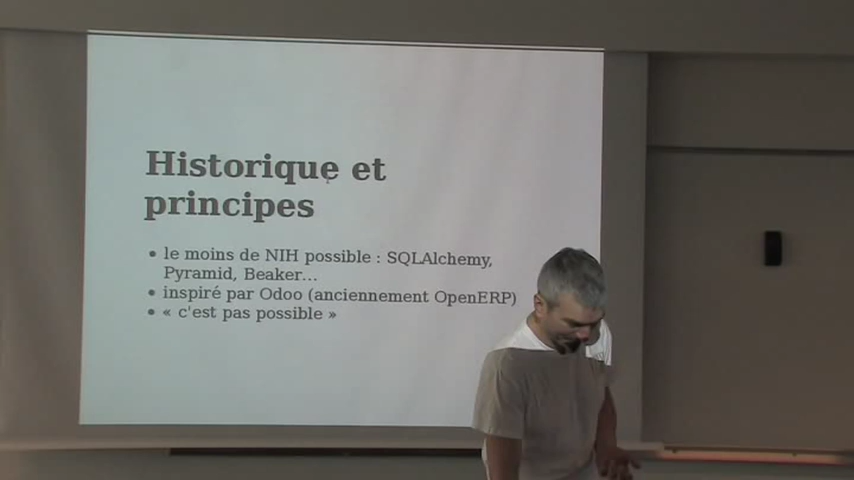 Historique et
principes
• le moins de NIH possible : SQLAlchemy,
Pyramid, Beaker...
• inspiré par Odoo (anciennement OpenERP)
• « c'est pas possible »